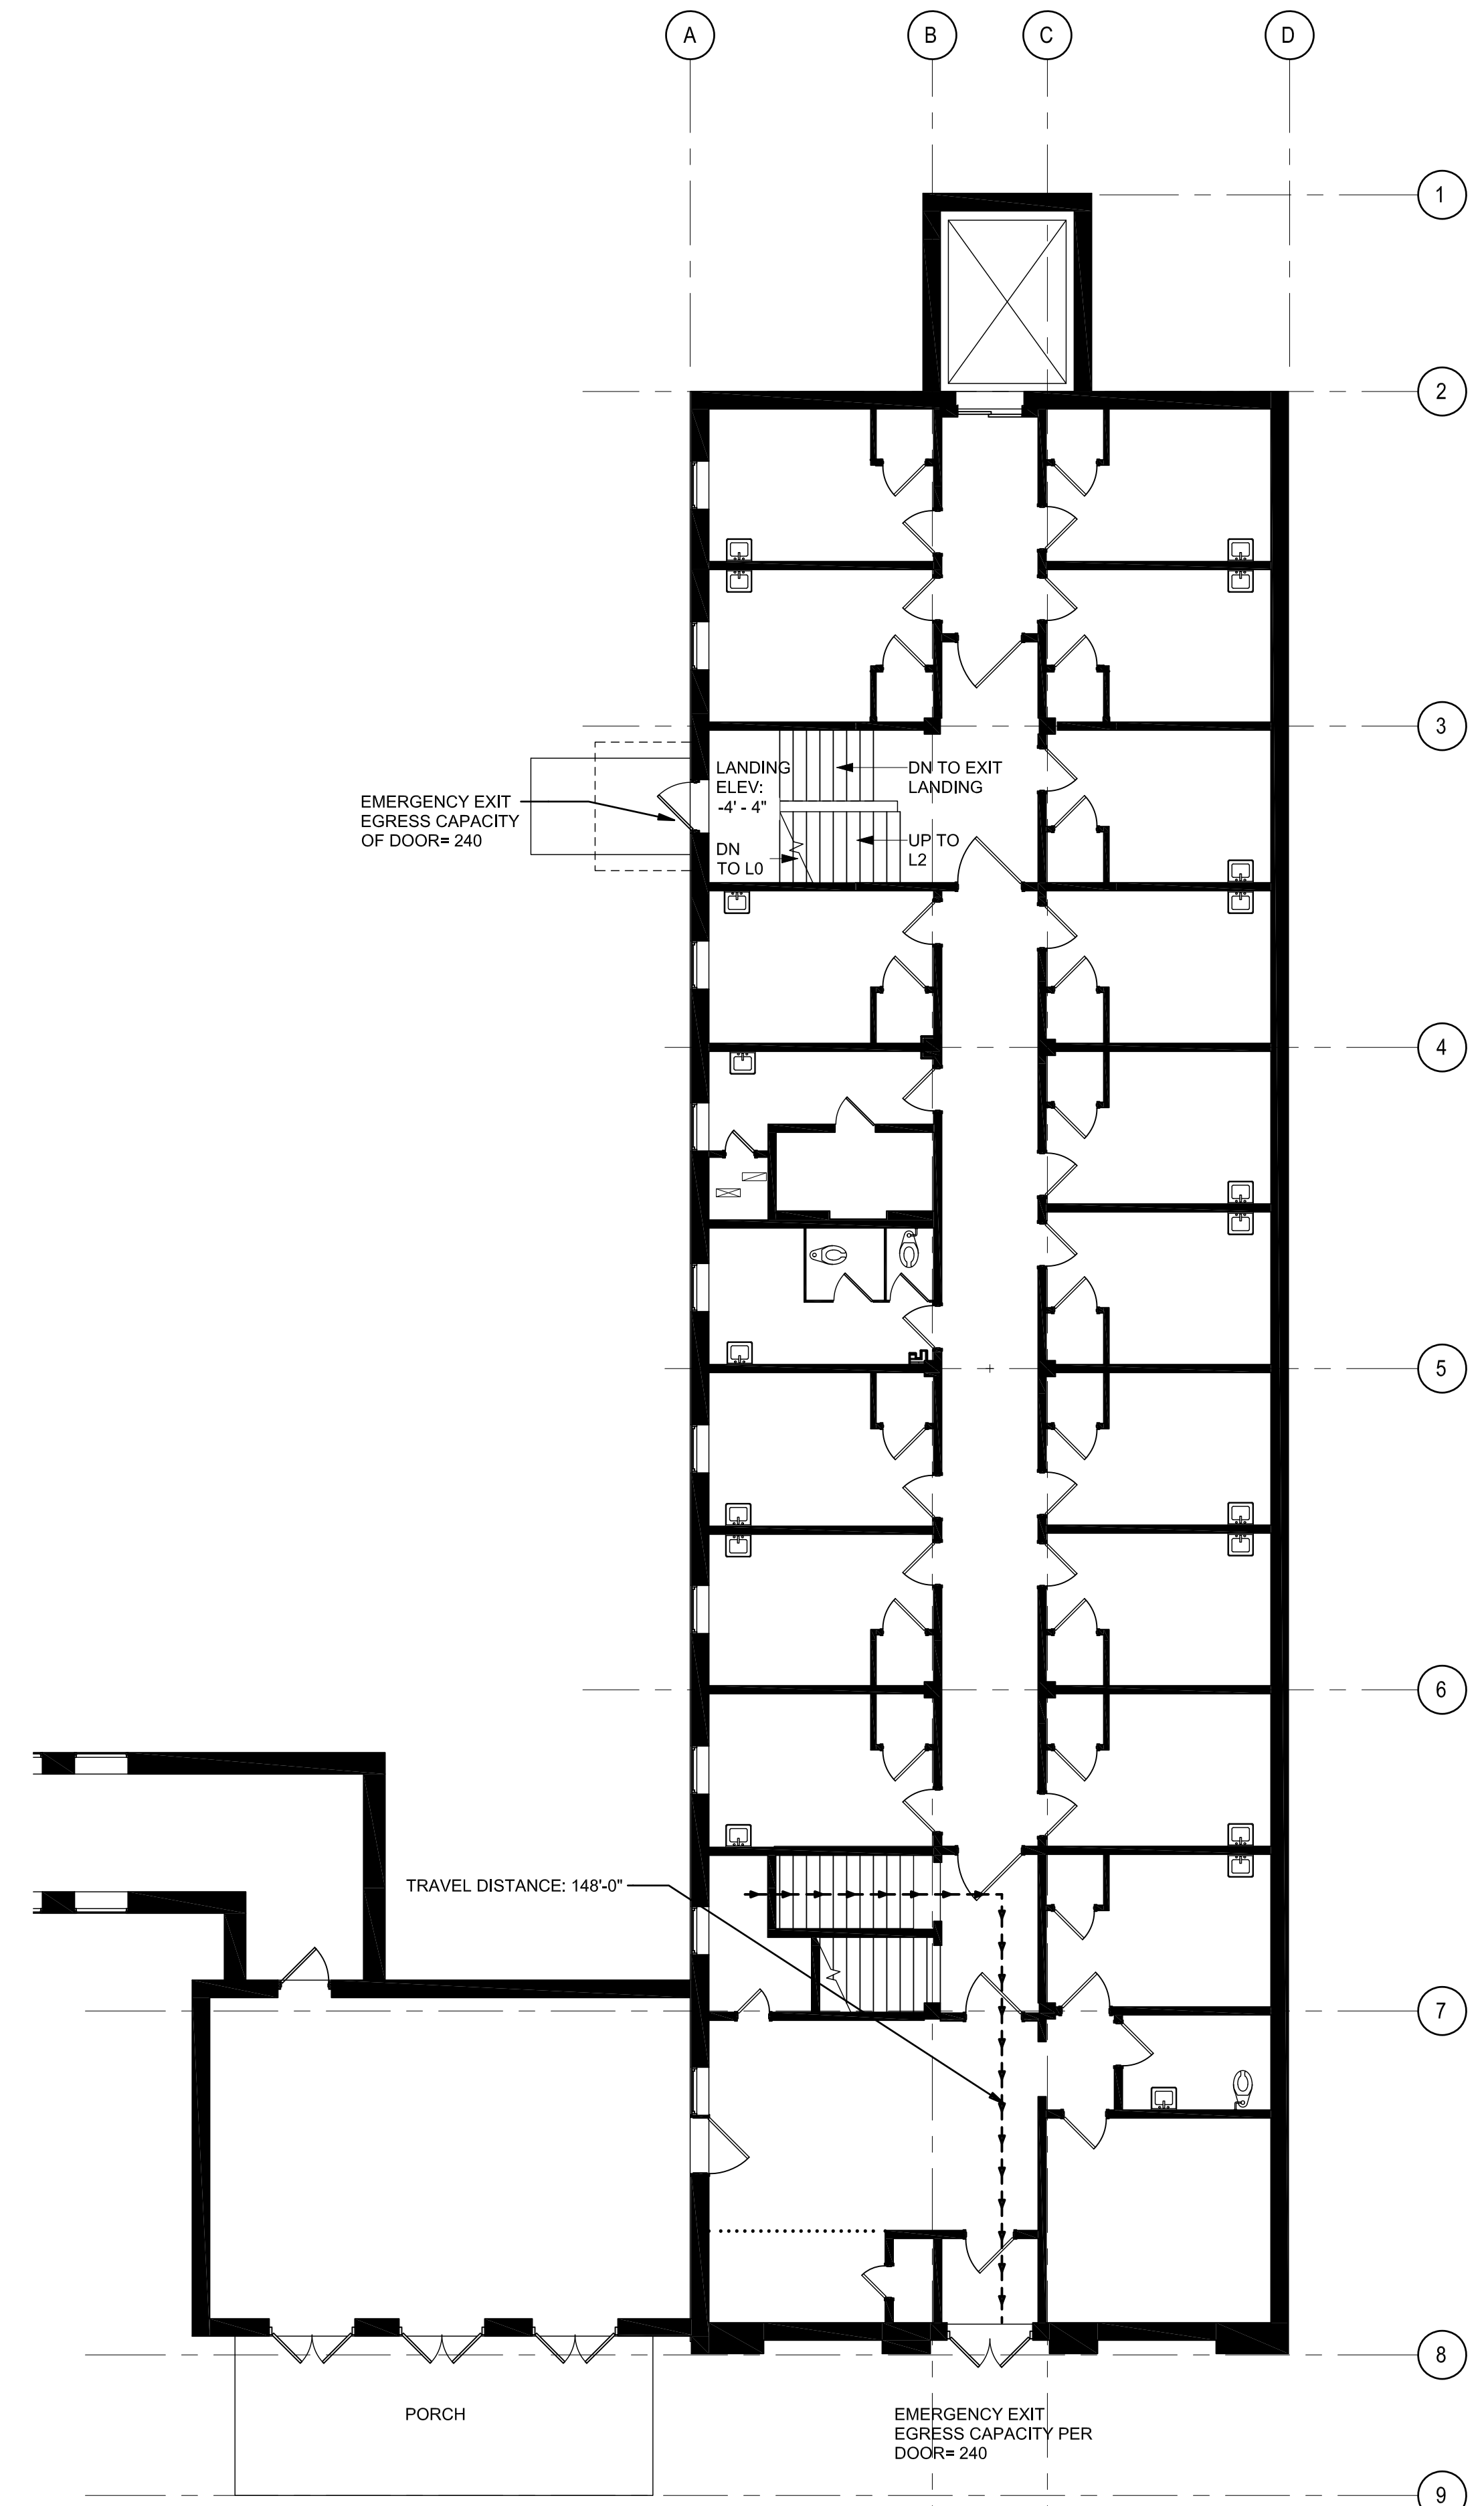 A
B
C
D
1
2
3
LANDING
ELEV:
-4' - 4"
DN TO EXIT
LANDING
EMERGENCY EXIT
EGRESS CAPACITY
OF DOOR= 240
DN
TO L0
UP TO
L2
4
5
6
TRAVEL DISTANCE: 148'-0"
7
8
PORCH
EMERGENCY EXIT
EGRESS CAPACITY PER
DOOR= 240
9